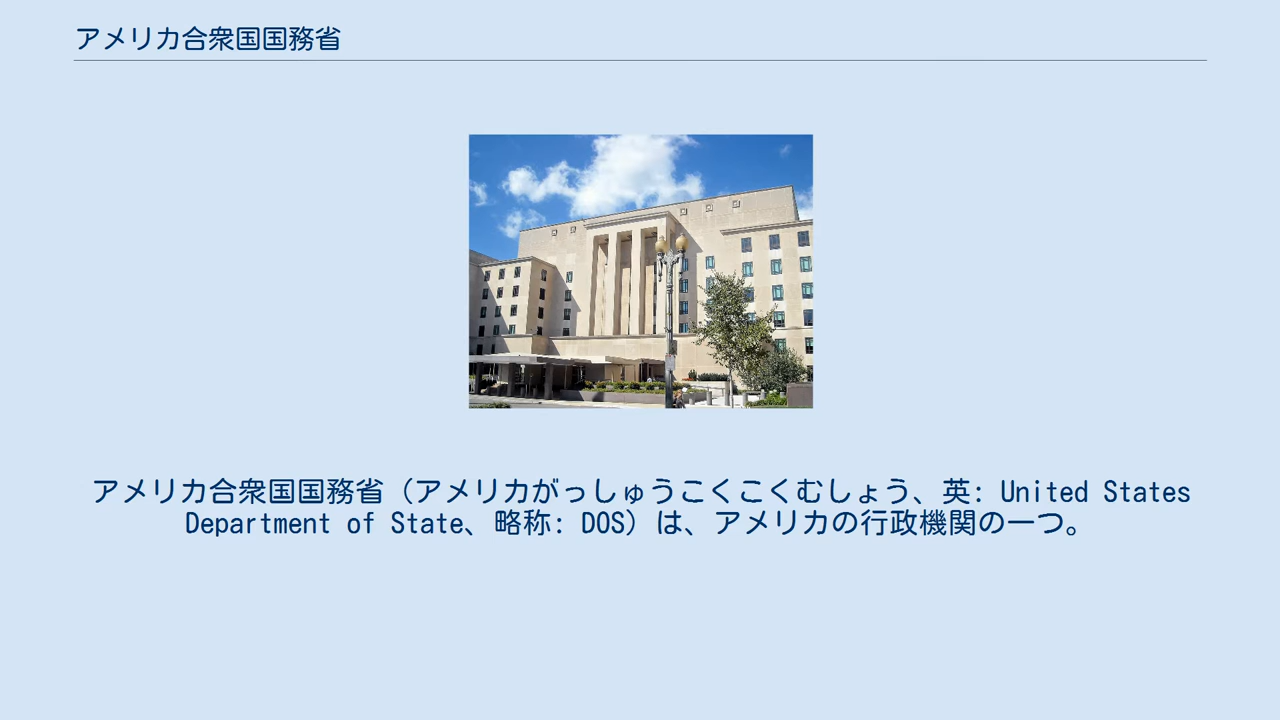 アメリカ合衆国国務省
アメリカ合衆国国務省（アメリカがっしゅうこくこくむしょう、英: United States
Department of State、略称: DOS）は、アメリカの行政機関の一つ。